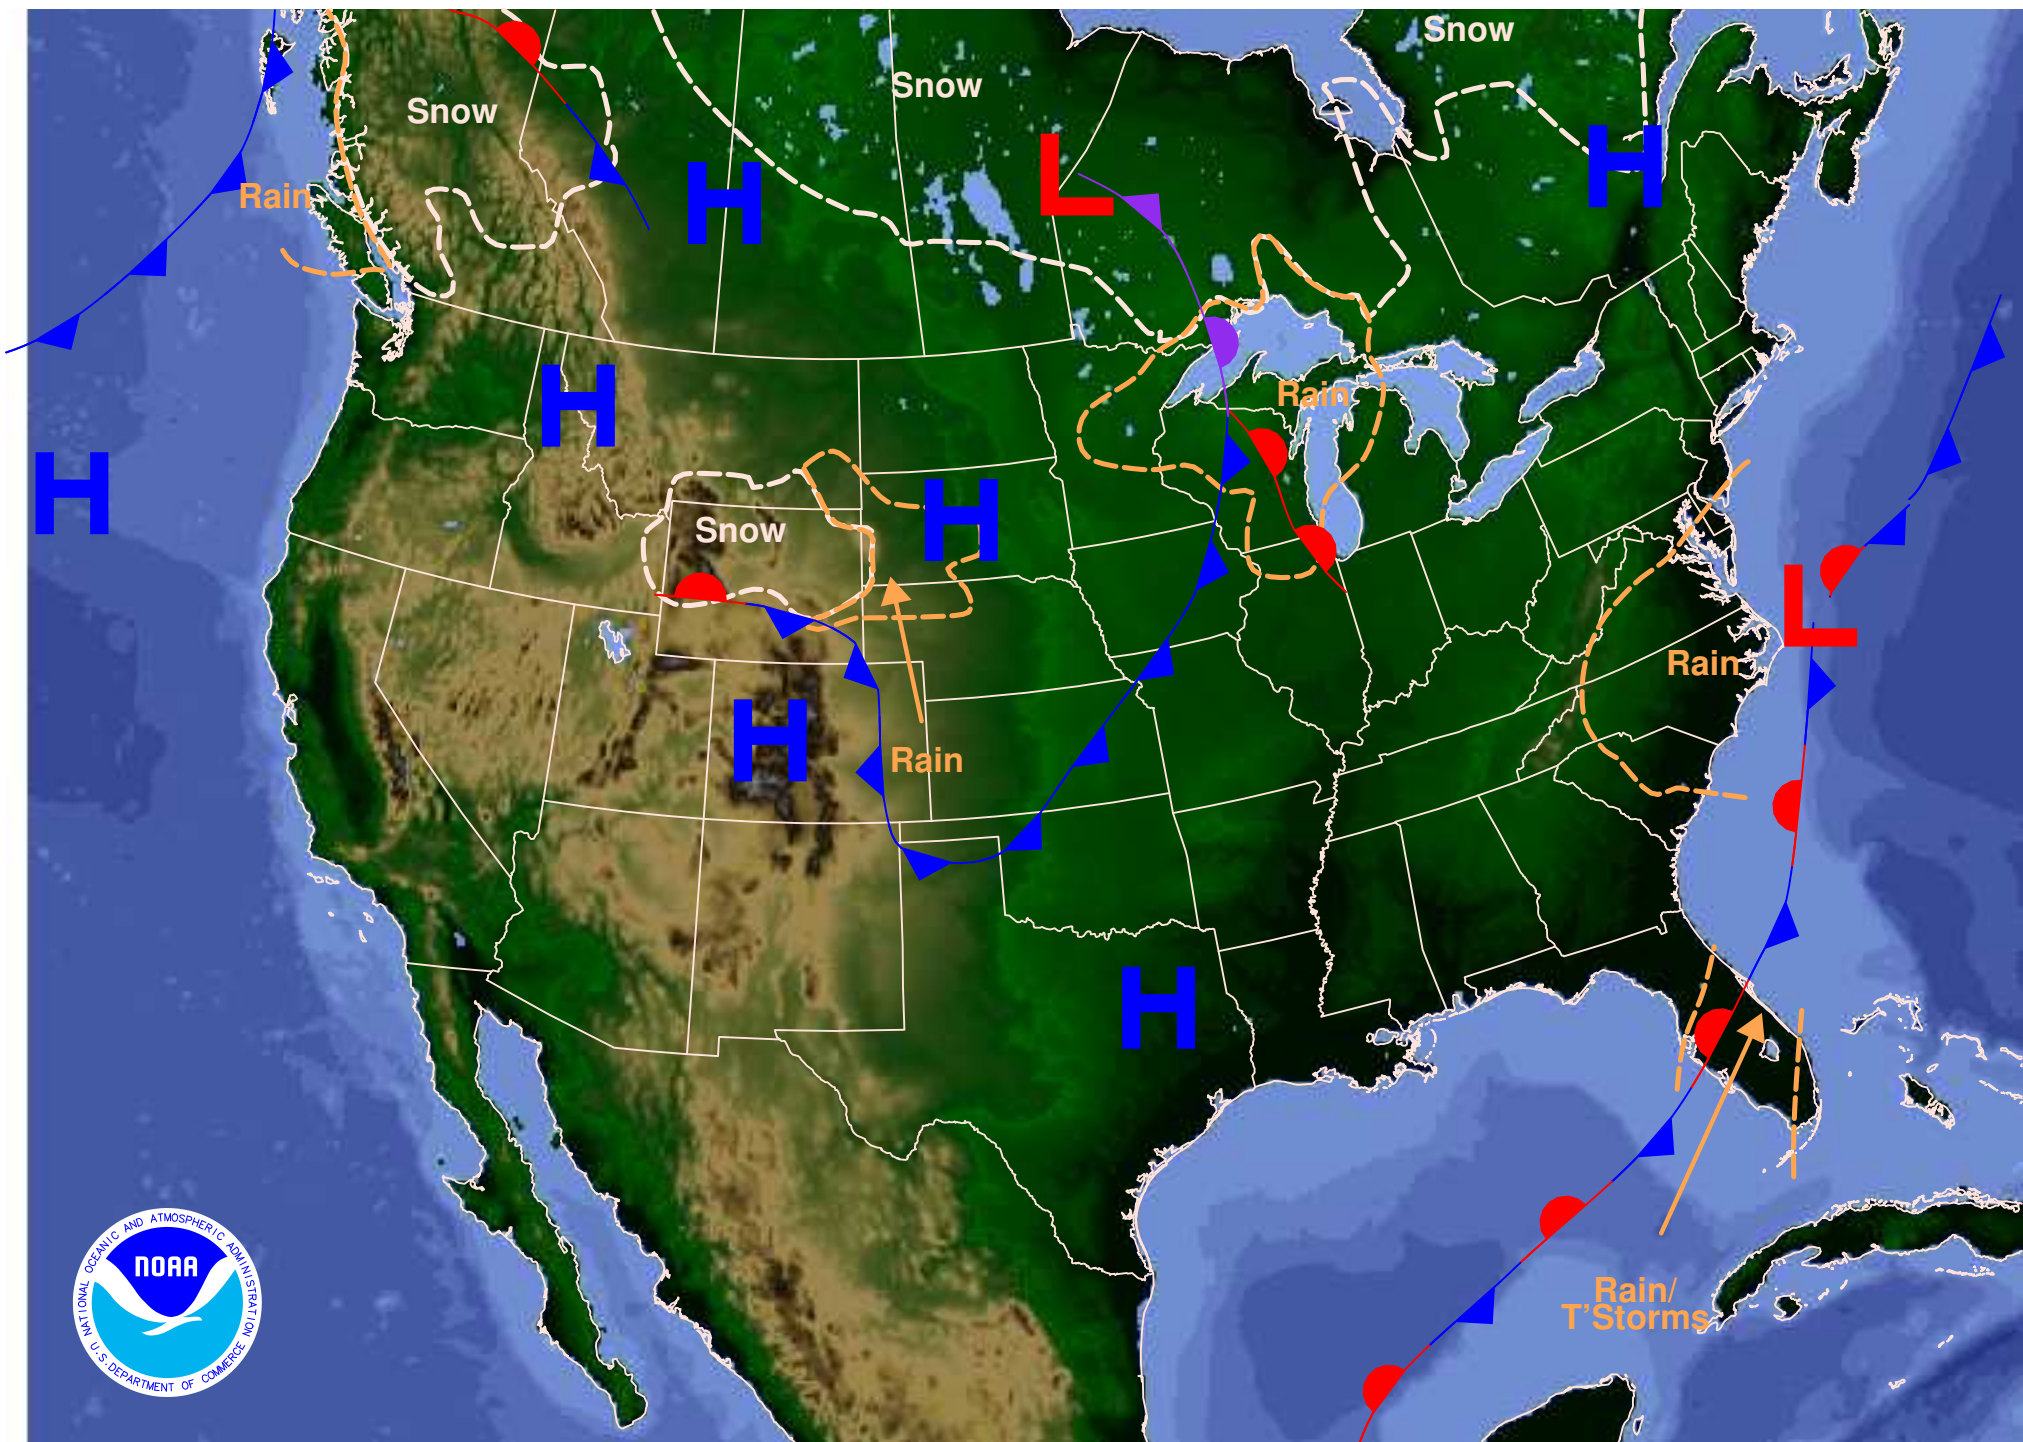 Snow
Snow
Snow
L
H
H
Rain
H
H
Rain
H
H
Snow
L
Rain
H
Rain
H
NATIONAL OCEANIC AND ATMOSPHERIC ADMINISTRATION
NOAA
U.S. DEPARTMENT OF COMMERCE
Rain/
T'Storms